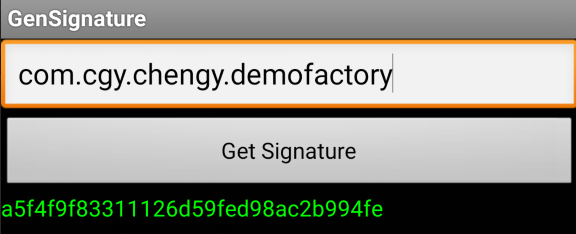 GenSignature
com.cgy.chengy.demofactory
Get Signature
a5f4f9f83311126d59fed98ac2b994fe